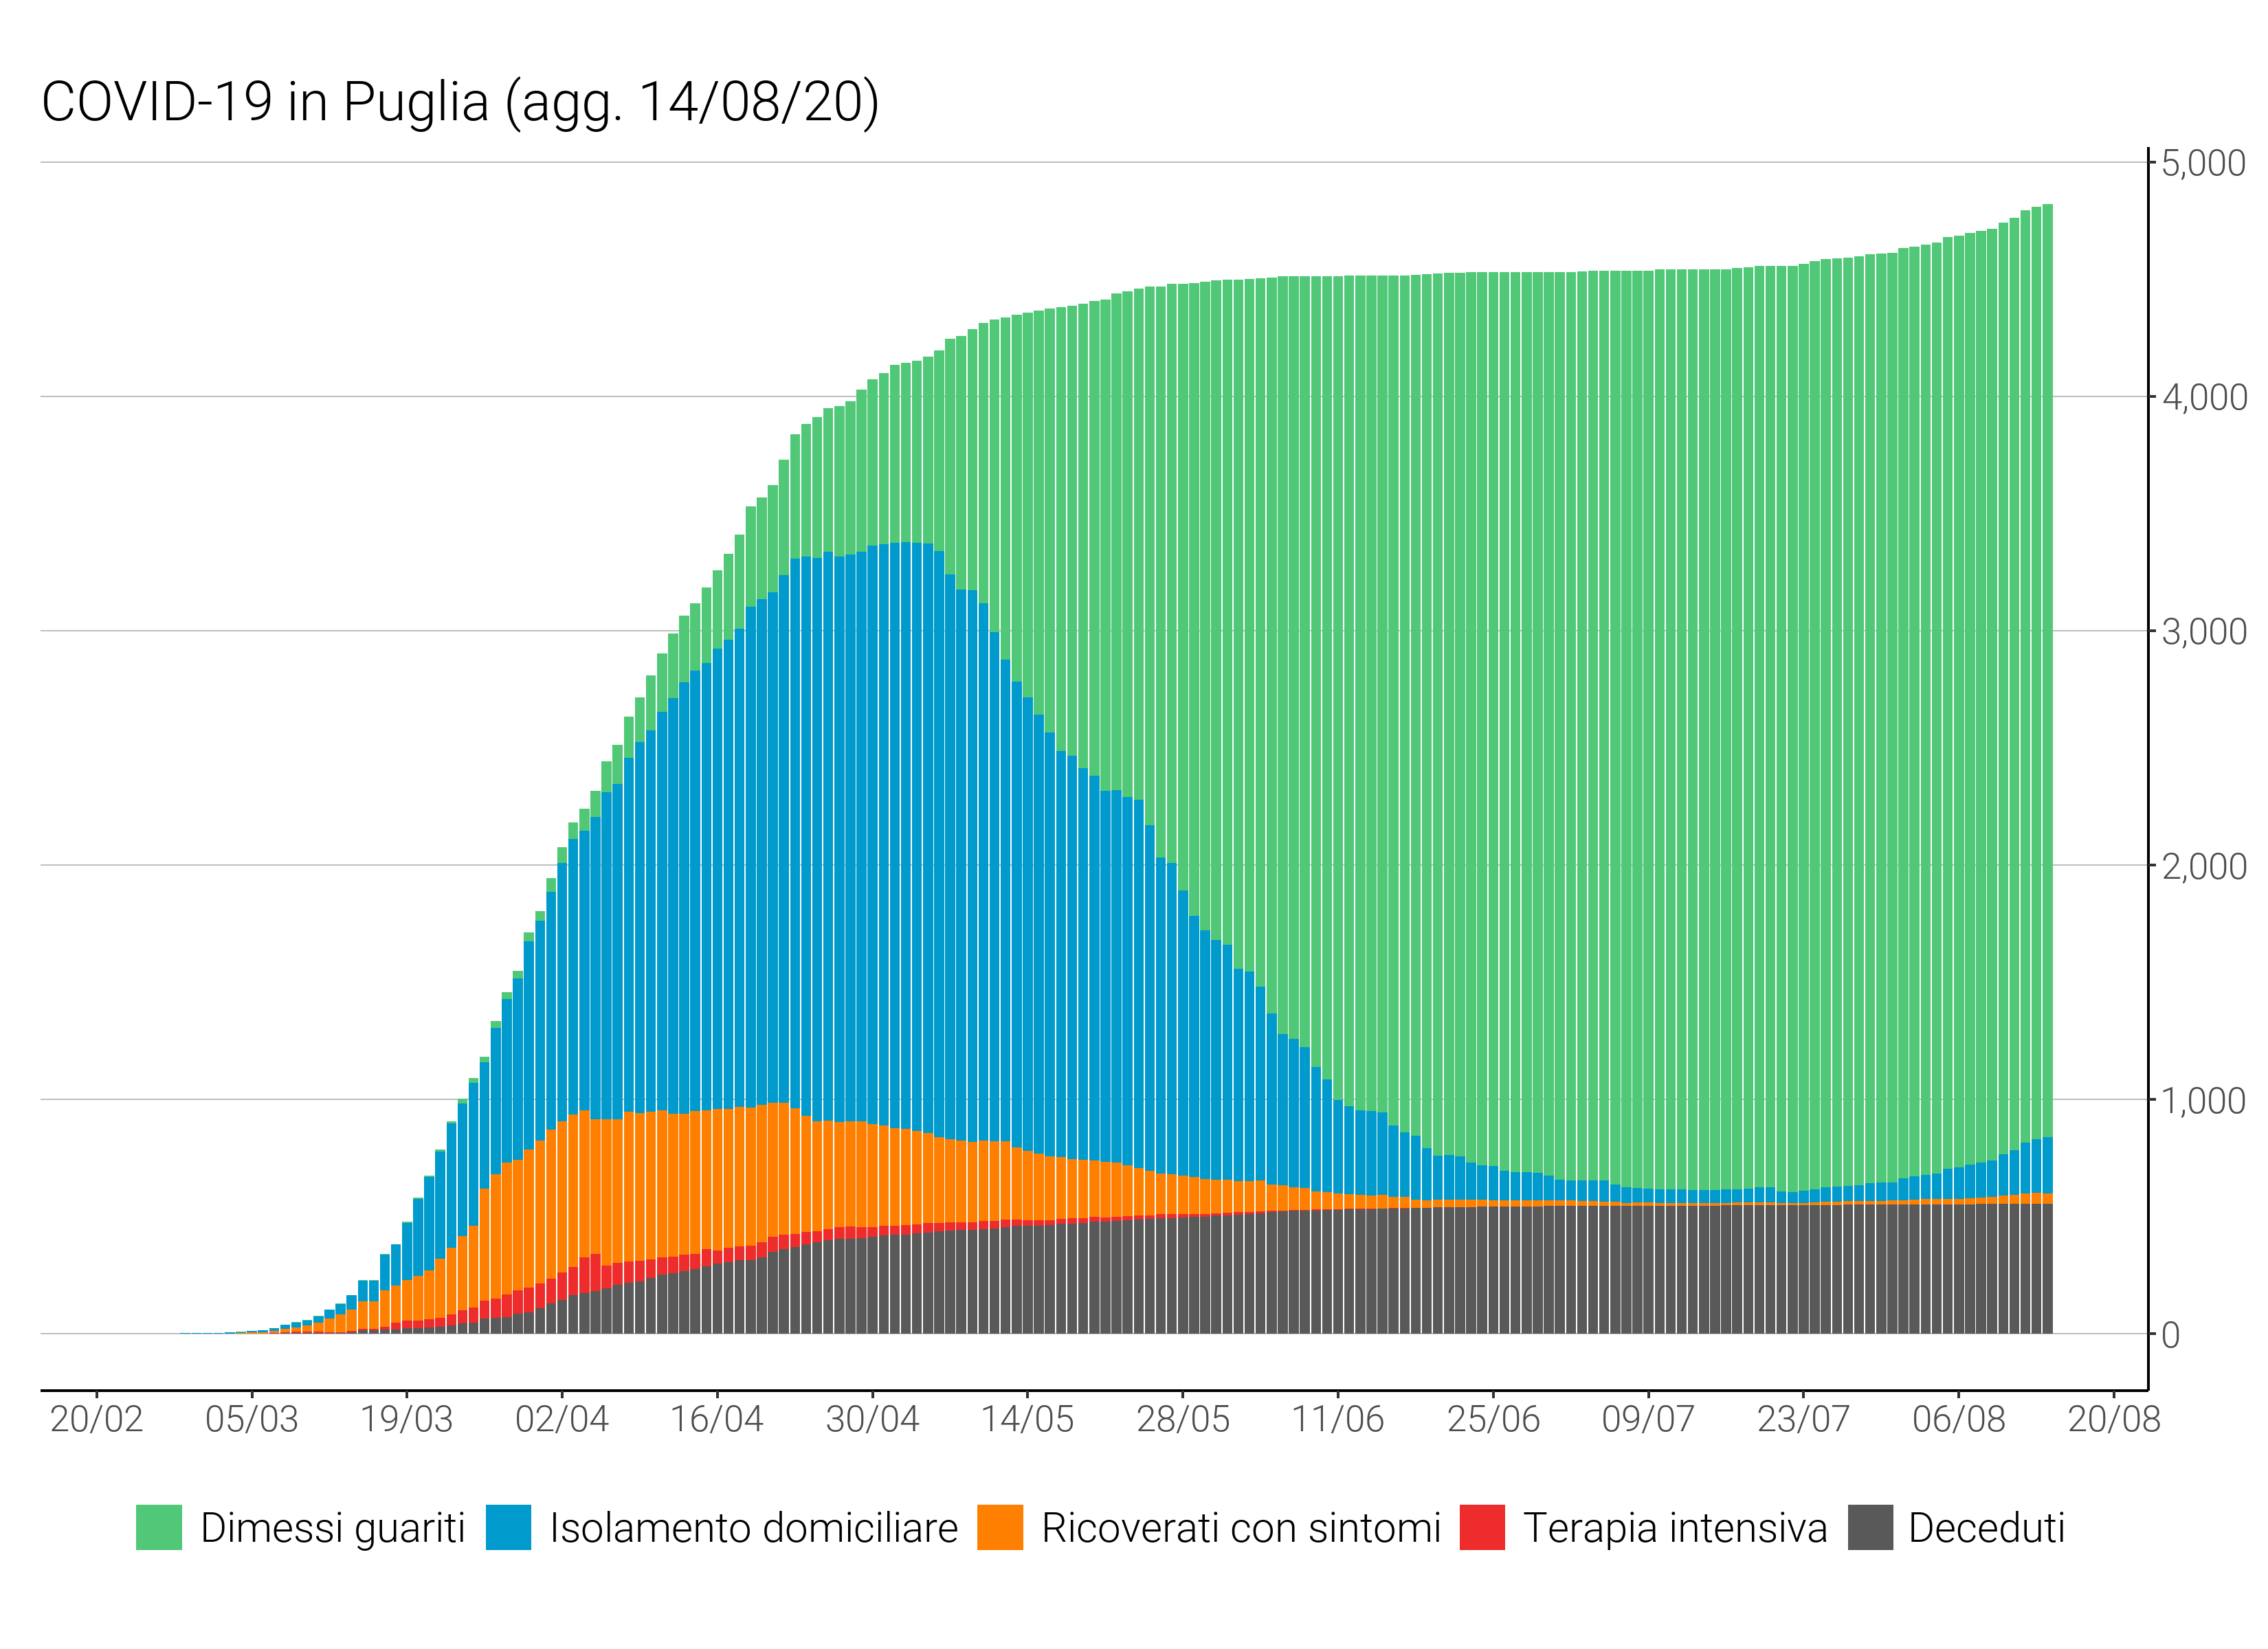 COVID-19 in Puglia (agg. 14/08/20)
5,000
4,000
3,000
2,000
1,000
0
20/02 05/03 19/03 02/04 16/04 30/04 14/05 28/05 11/06 25/06 09/07 23/07 06/08 20/08
Dimessi guariti Isolamento domiciliare Ricoverati con sintomi Terapia intensiva Deceduti